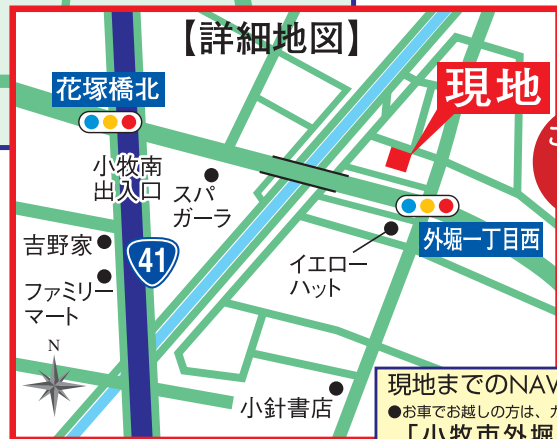 【詳細地図】
花塚橋北
現地
小牧南
出入口
スパ
ガーラ
外堀一丁目西
吉野家
41
イエロー
ハット
ファミリー
マート
N
小針書店
現地までのNAV
●お車でお越しの方は、カ
「小牧市外堀